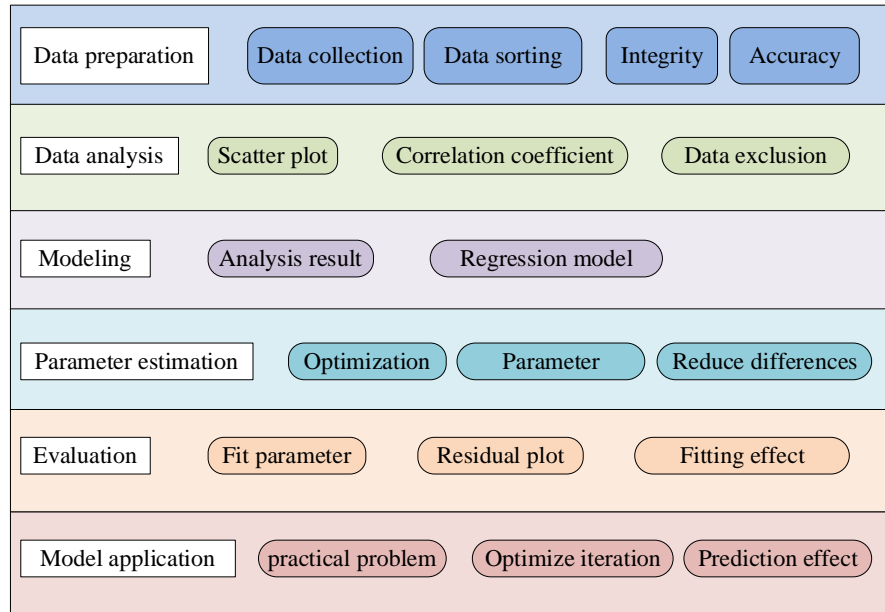 Data preparation Data collection Data sorting Integrity Accuracy
Data analysis Scatter plot Correlation coefficient Data exclusion
Modeling Analysis result Regression model
Parameter estimation Optimization Parameter Reduce differences
Evaluation Fit parameter Residual plot Fitting effect
Model application practical problem Optimize iteration Prediction effect